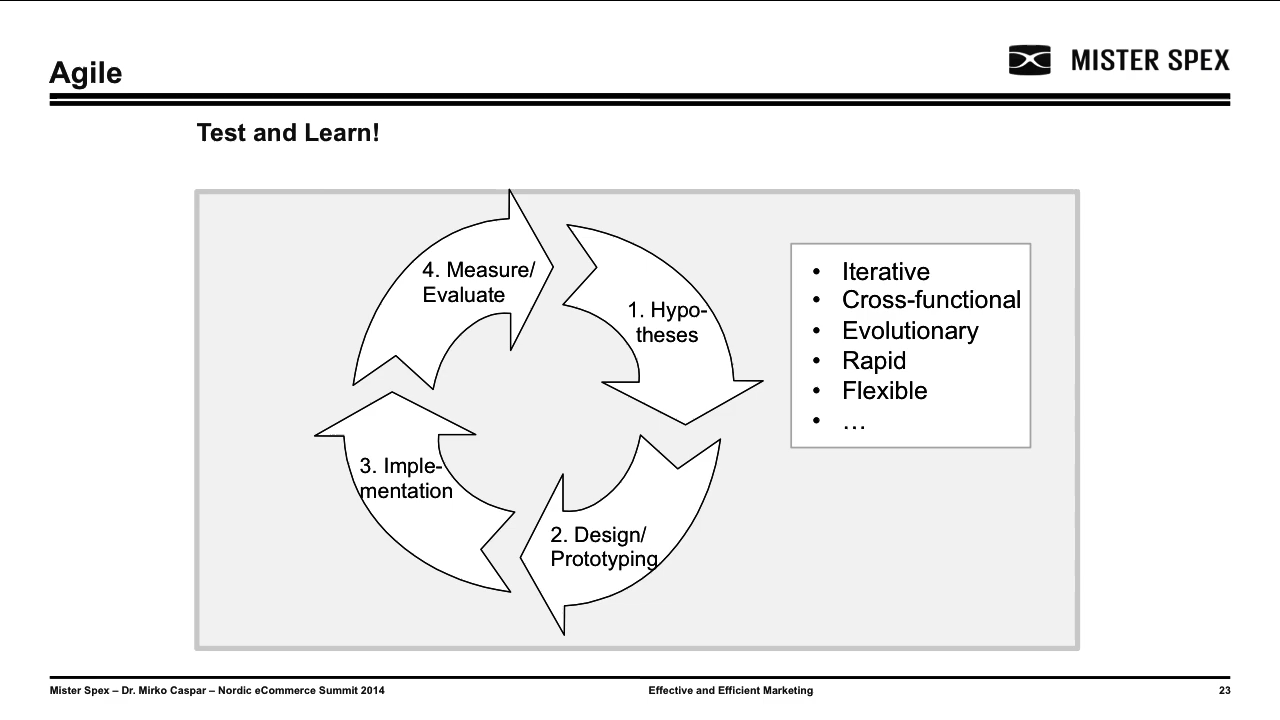 Agile
MISTER SPEX
Test and Learn!
4. Measure/
Evaluate
1. Hypo-
theses
3. Imple-
mentation
2. Design/
Prototyping
• Iterative
• Cross-functional
• Evolutionary
• Rapid
• Flexible
• …
Mister Spex – Dr. Mirko Caspar – Nordic eCommerce Summit 2014
Effective and Efficient Marketing
23